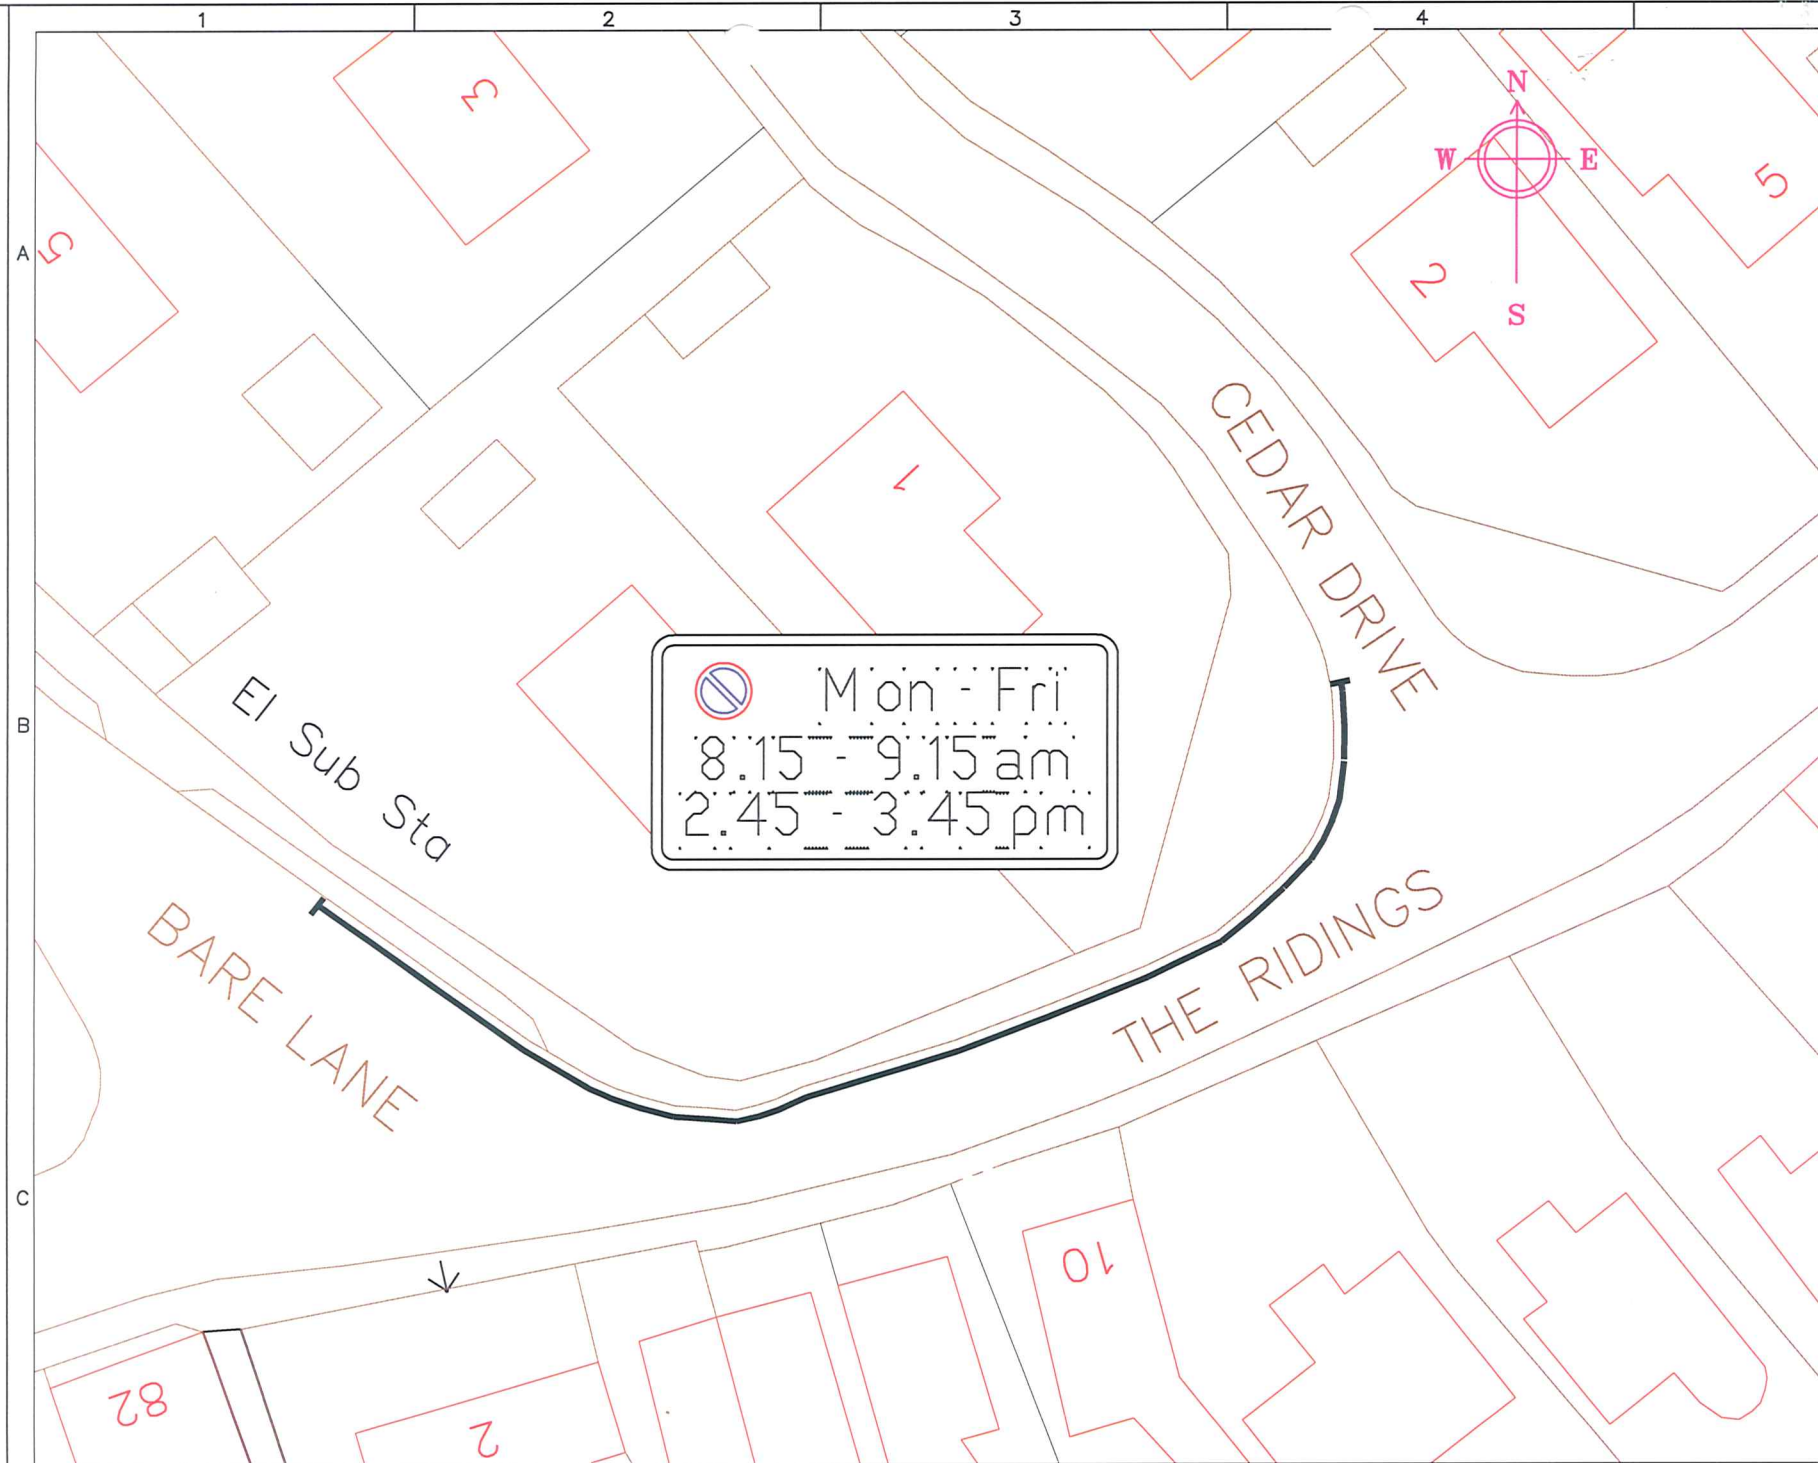 1 2 3 4
A
B
C
N
W E
S
3
5
5
2
1
CEDAR DRIVE
El Sub Sta
Mon - Fri
8.15 - 9.15 am
2.45 - 3.45 pm
BARE LANE
THE RIDINGS
10
82
2